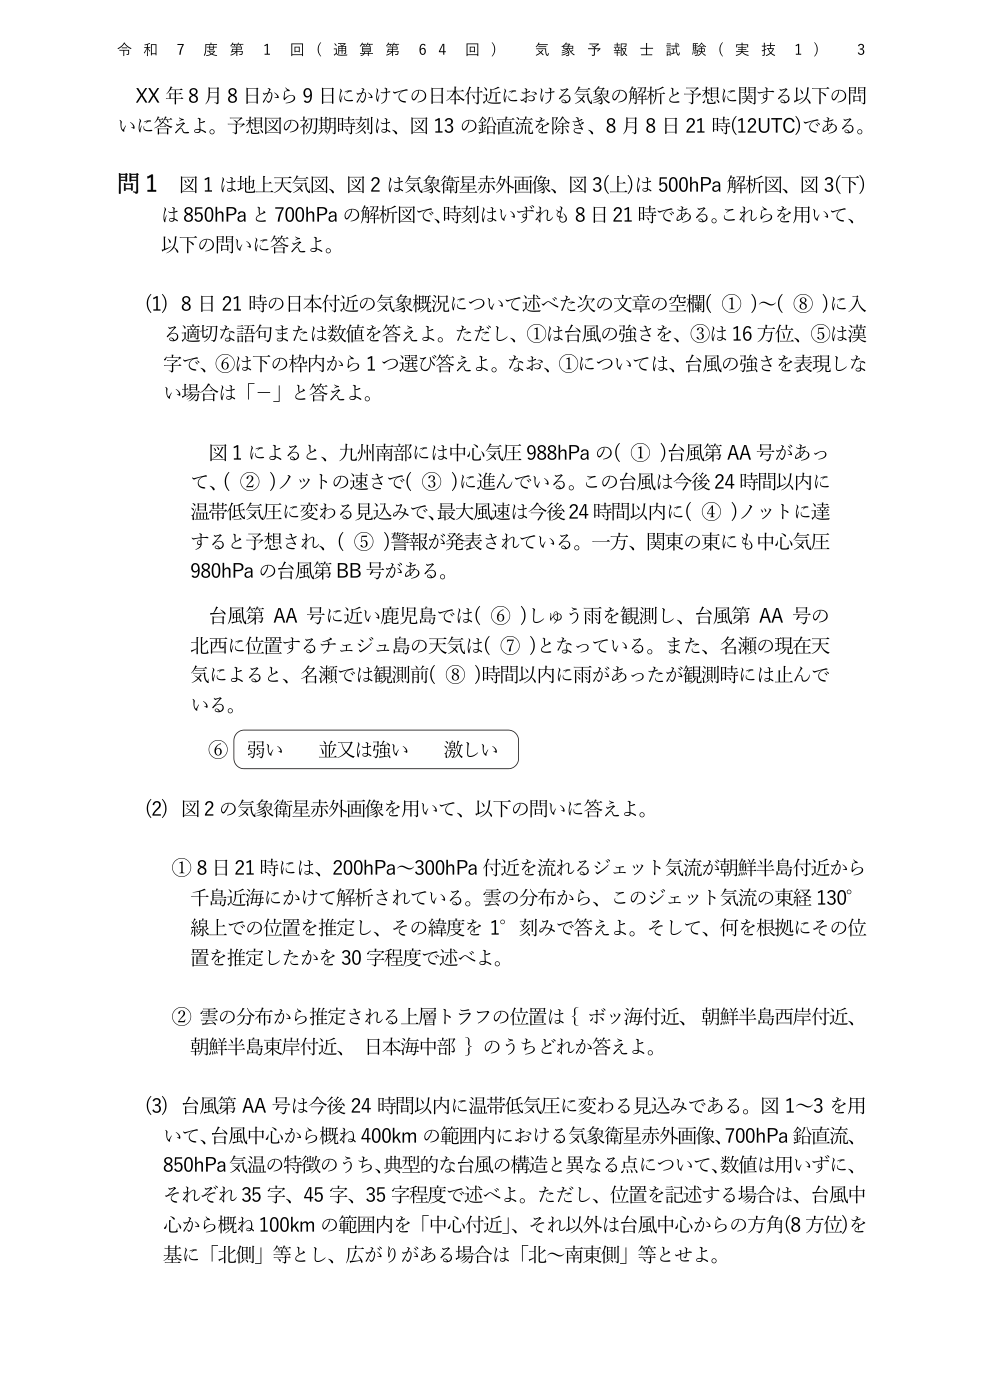 令和7度第1回(通算第64回)　気象予報士試験(実技1)　3
XX 年8月8日から9日にかけての日本付近における気象の解析と予想に関する以下の問
いに答えよ。予想図の初期時刻は、図13の鉛直流を除き、8月8日21時(12UTC)である。
問1　図1は地上天気図、図2は気象衛星赤外画像、図3(上)は500hPa解析図、図3(下)
は850hPaと700hPaの解析図で、時刻はいずれも8日21時である。これらを用いて、
以下の問いに答えよ。
(1) 8日21時の日本付近の気象概況について述べた次の文章の空欄( ① )～( ⑧ )に入
る適切な語句または数値を答えよ。ただし、①は台風の強さを、③は16方位、⑤は漢
字で、⑥は下の枠内から1つ選び答えよ。なお、①については、台風の強さを表現しな
い場合は「－」と答えよ。
図1によると、九州南部には中心気圧988hPaの( ① )台風第AA号があっ
て、( ② )ノットの速さで( ③ )に進んでいる。この台風は今後24時間以内に
温帯低気圧に変わる見込みで、最大風速は今後24時間以内に( ④ )ノットに達
すると予想され、( ⑤ )警報が発表されている。一方、関東の東にも中心気圧
980hPaの台風第BB号がある。
台風第AA号に近い鹿児島では( ⑥ )しゅう雨を観測し、台風第AA号の
北西に位置するチェジュ島の天気は( ⑦ )となっている。また、名瀬の現在天
気によると、名瀬では観測前( ⑧ )時間以内に雨があったが観測時には止んで
いる。
⑥ 弱い　並又は強い　激しい
(2) 図2の気象衛星赤外画像を用いて、以下の問いに答えよ。
① 8日21時には、200hPa～300hPa付近を流れるジェット気流が朝鮮半島付近から
千島近海にかけて解析されている。雲の分布から、このジェット気流の東経130°
線上での位置を推定し、その緯度を1°刻みで答えよ。そして、何を根拠にその位
置を推定したかを30字程度で述べよ。
② 雲の分布から推定される上層トラフの位置は{ ボッ海付近、 朝鮮半島西岸付近、
朝鮮半島東岸付近、 日本海中部 }のうちどれか答えよ。
(3) 台風第AA号は今後24時間以内に温帯低気圧に変わる見込みである。図1～3を用
いて、台風中心から概ね400kmの範囲内における気象衛星赤外画像、700hPa鉛直流、
850hPa気温の特徴のうち、典型的な台風の構造と異なる点について、数値は用いずに、
それぞれ35字、45字、35字程度で述べよ。ただし、位置を記述する場合は、台風中
心から概ね100kmの範囲内を「中心付近」、それ以外は台風中心からの方角(8方位)を
基に「北側」等とし、広がりがある場合は「北～南東側」等とせよ。